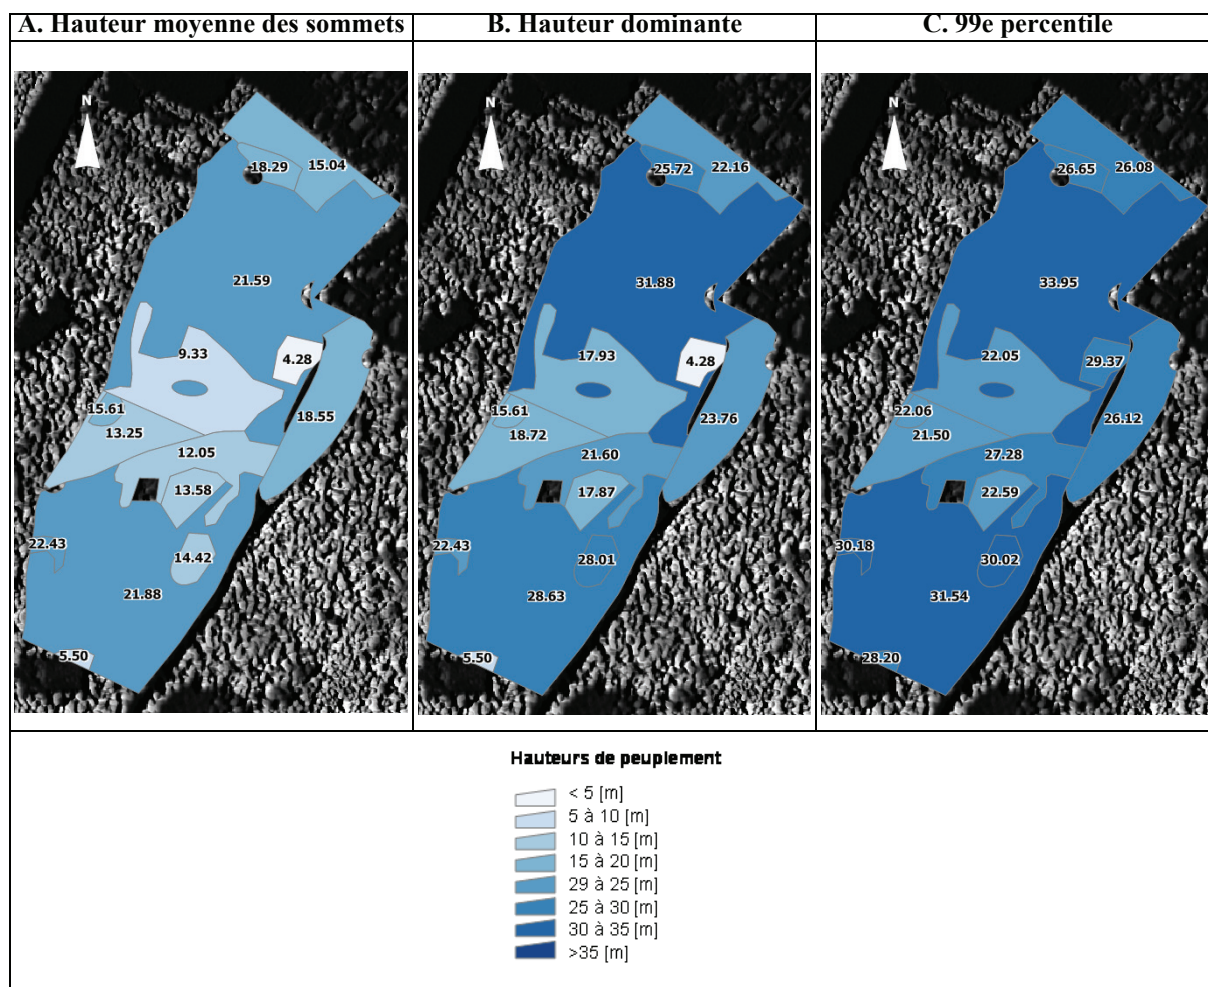 A. Hauteur moyenne des sommets
B. Hauteur dominante
C. 99e percentile
N
18.29
15.04
21.59
9.33
4.28
15.61
18.55
13.25
12.05
13.58
22.43
14.42
21.88
5.50
N
25.72
22.16
31.88
17.93
4.28
15.61
23.76
18.72
21.60
17.87
22.43
28.01
28.63
5.50
N
26.65
26.08
33.95
22.05
29.37
22.06
26.12
21.50
27.28
22.59
30.18
30.02
31.54
28.20
Hauteurs de peuplement
< 5 [m]
5 à 10 [m]
10 à 15 [m]
15 à 20 [m]
29 à 25 [m]
25 à 30 [m]
30 à 35 [m]
>35 [m]